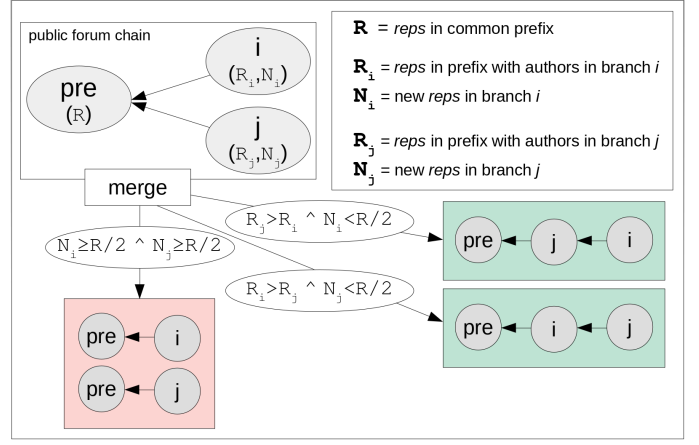 public forum chain
pre
(R)
i
(Rᵢ,Nᵢ)
j
(Rⱼ,Nⱼ)
R = reps in common prefix
Rᵢ = reps in prefix with authors in branch i
Nᵢ = new reps in branch i
Rⱼ = reps in prefix with authors in branch j
Nⱼ = new reps in branch j
merge
Rⱼ>Rᵢ ^ Nᵢ<R/2
Nᵢ≥R/2 ^ Nⱼ≥R/2
Rᵢ>Rⱼ ^ Nⱼ<R/2
pre j i
pre i j
pre i
pre j